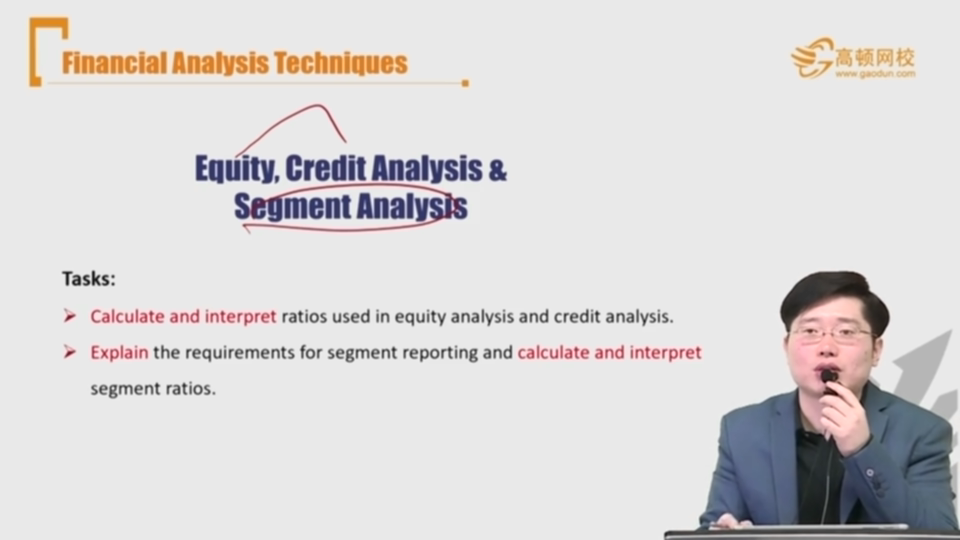 Financial Analysis Techniques
高顿网校
www.gaodun.com
Equity, Credit Analysis &
Segment Analysis
Tasks:
Calculate and interpret ratios used in equity analysis and credit analysis.
Explain the requirements for segment reporting and calculate and interpret
segment ratios.